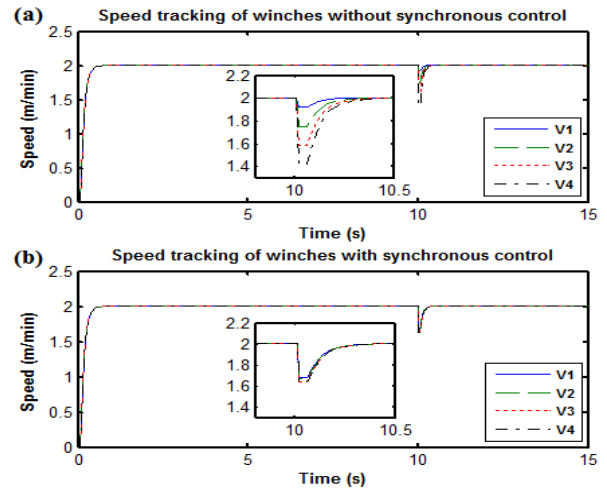 (a)
Speed tracking of winches without synchronous control
2.5
2
1.5
1
0.5
0
Speed (m/min)
2.2
2
1.8
1.6
1.4
10
10.5
V1
V2
V3
V4
0
5
10
15
Time (s)
(b)
Speed tracking of winches with synchronous control
2.5
2
1.5
1
0.5
0
Speed (m/min)
2.2
2
1.8
1.6
1.4
10
10.5
V1
V2
V3
V4
0
5
10
15
Time (s)